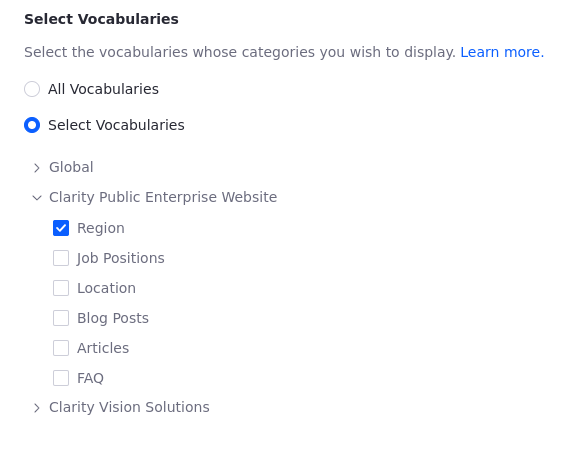 Select Vocabularies
Select the vocabularies whose categories you wish to display. Learn more.
All Vocabularies
Select Vocabularies
Global
Clarity Public Enterprise Website
Region
Job Positions
Location
Blog Posts
Articles
FAQ
Clarity Vision Solutions